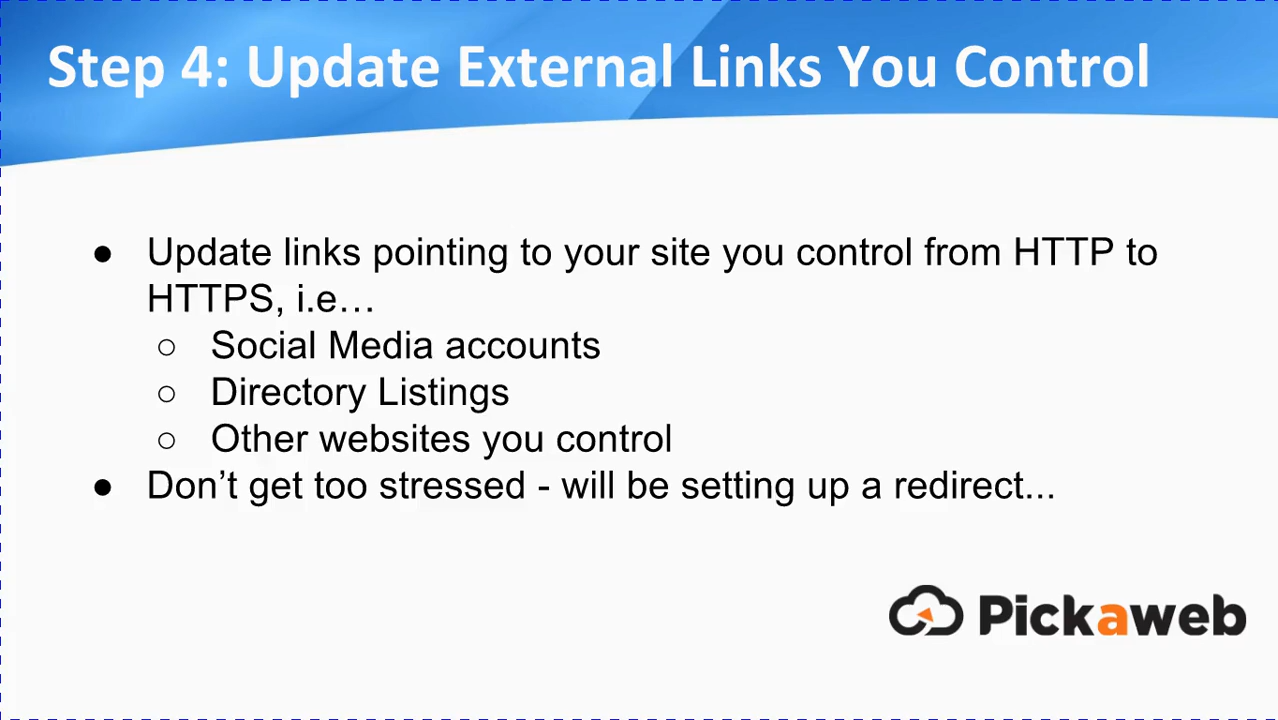 Step 4: Update External Links You Control
● Update links pointing to your site you control from HTTP to
HTTPS, i.e…
○ Social Media accounts
○ Directory Listings
○ Other websites you control
● Don’t get too stressed - will be setting up a redirect...
Pickaweb